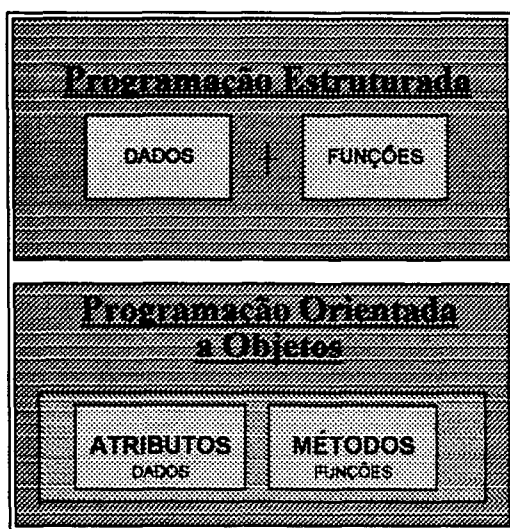 Programação Estruturada
DADOS + FUNÇÕES
Programação Orientada
a Objetos
ATRIBUTOS MÉTODOS
DADOS FUNÇÕES